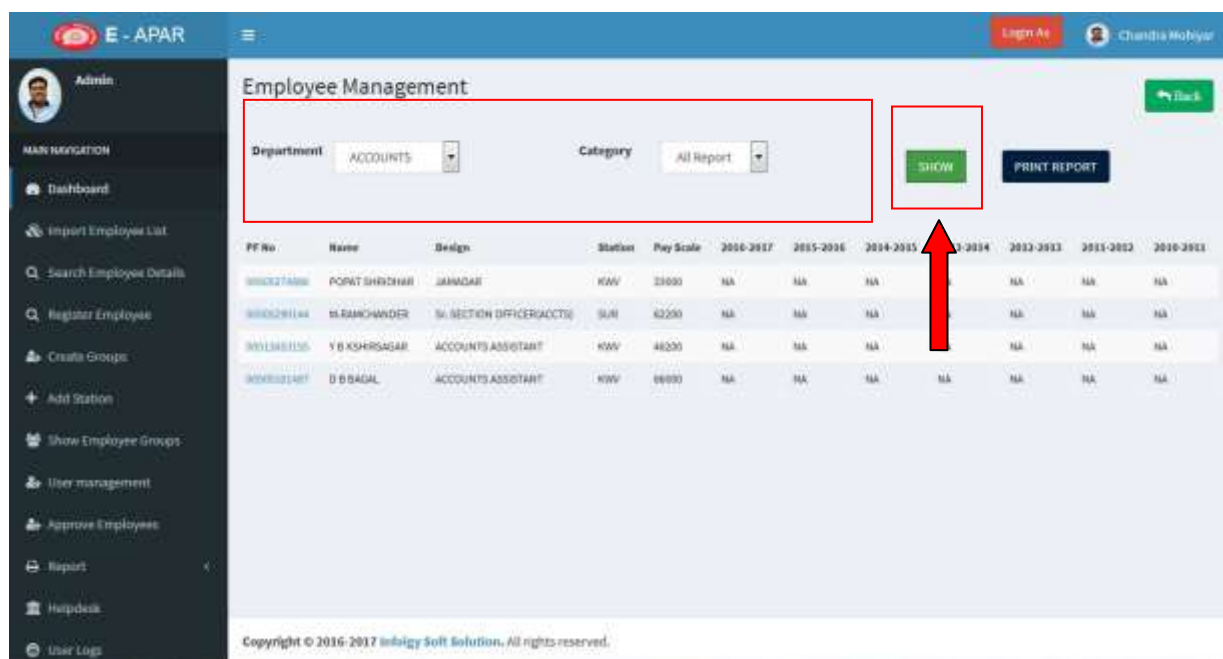 E - APAR
Login As
Chandra Mohiyar
Admin
Employee Management
Back
MAIN NAVIGATION
Department
ACCOUNTS
Category
All Report
SHOW
PRINT REPORT
Dashboard
Import Employee List
Search Employee Details
Register Employee
Create Groups
Add Station
Show Employee Groups
User management
Approve Employees
Report
Helpdesk
User Logs
PF No Name Design Station Pay Scale 2016-2017 2015-2016 2014-2015 3-2014 2012-2013 2011-2012 2010-2011
POPAT SHRIDHAR JAMADAR KWV NA NA NA NA NA NA
M.RAMCHANDER Sr. SECTION OFFICER(ACCTS) SUR 62200 NA NA NA NA NA NA
Y B KSHIRSAGAR ACCOUNTS ASSISTANT KWV 46200 NA NA NA NA NA NA
D B BAGAL ACCOUNTS ASSISTANT KWV 66000 NA NA NA NA NA NA NA
Copyright © 2016-2017 Infoigy Soft Solution. All rights reserved.